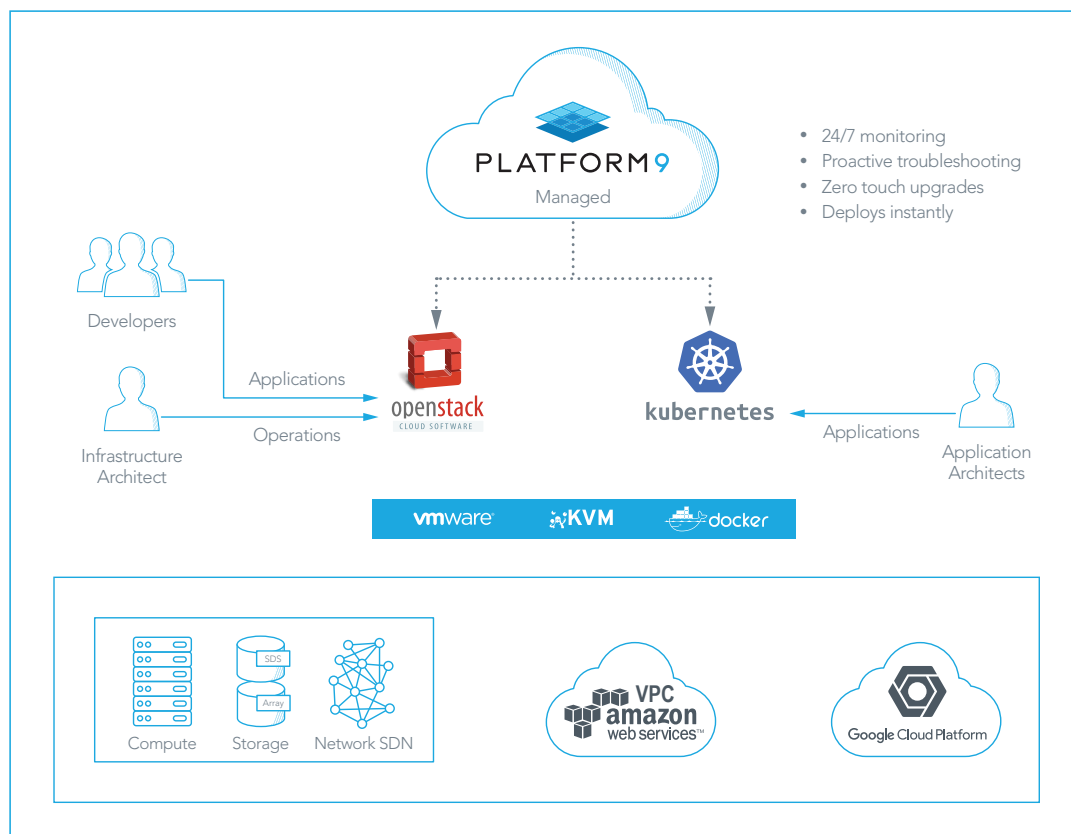 PLATFORM9
Managed
• 24/7 monitoring
• Proactive troubleshooting
• Zero touch upgrades
• Deploys instantly
Developers
Applications
openstack
CLOUD SOFTWARE
Operations
Infrastructure
Architect
kubernetes
Applications
Application
Architects
vmware®
KVM
docker
SDS
Array
Compute
Storage
Network SDN
VPC
amazon
web services™
Google Cloud Platform